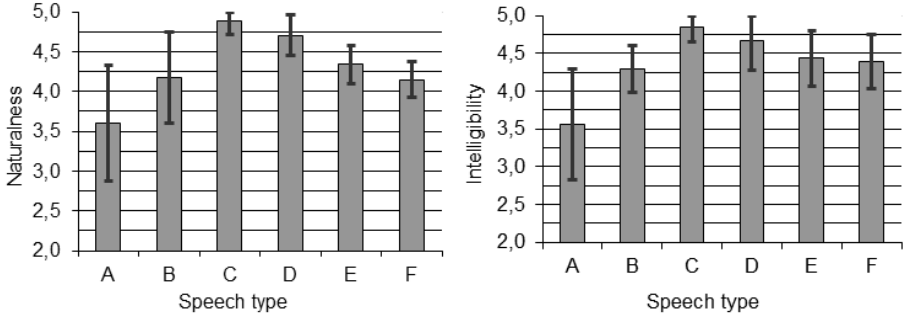 Naturalness
5,0
4,5
4,0
3,5
3,0
2,5
2,0
A B C D E F
Speech type
Intelligibility
5,0
4,5
4,0
3,5
3,0
2,5
2,0
A B C D E F
Speech type